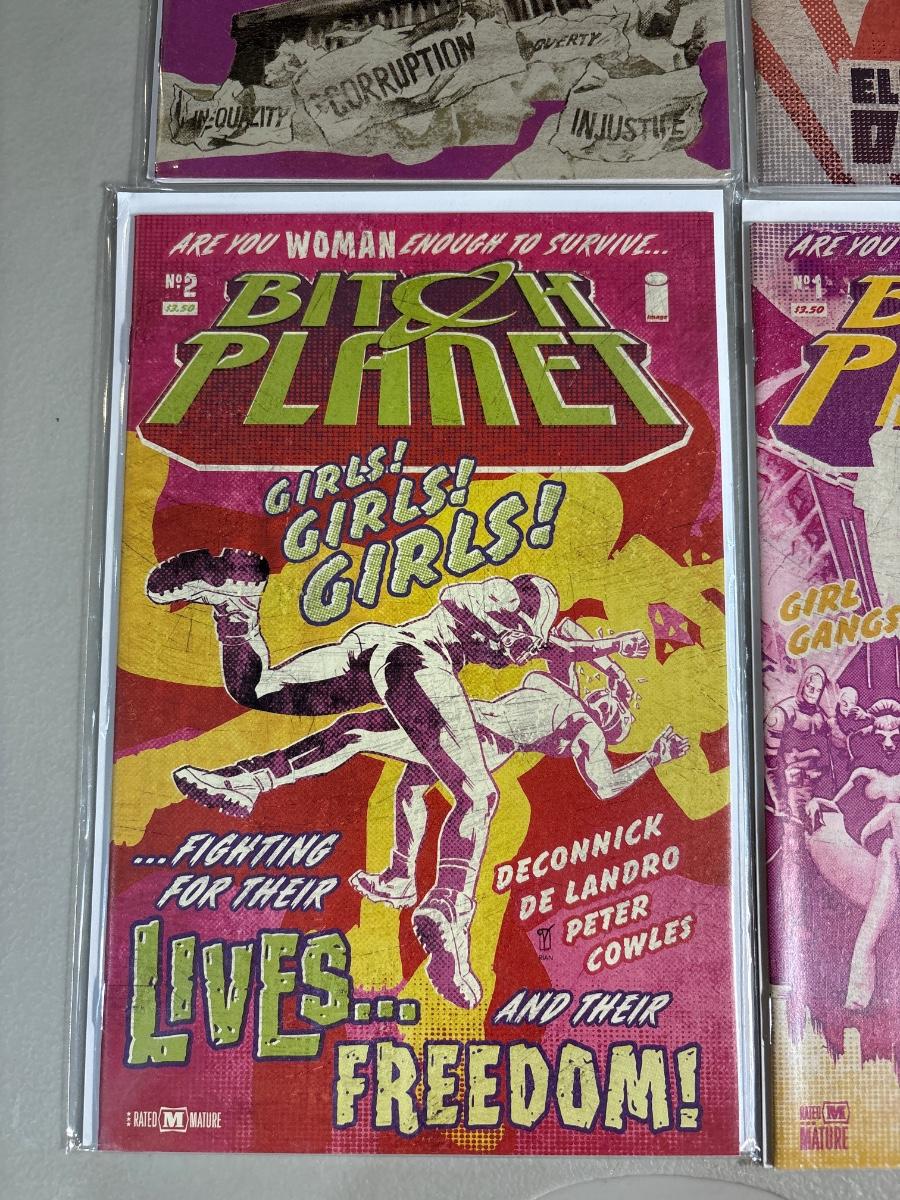 CORRUPTION
POVERTY
INEQUALITY
INJUSTICE
EL
D
ARE YOU WOMAN ENOUGH TO SURVIVE...
Nº2
$3.50
BITCH
PLANET
image
GIRLS!
GIRLS!
GIRLS!
...FIGHTING
FOR THEIR
LIVES...
AND THEIR
FREEDOM!
DECONNICK
DE LANDRO
PETER
COWLES
RIAN
RATED M MATURE
ARE YOU
Nº1
$3.50
B
P
GIRL
GANGS
RATED M
MATURE